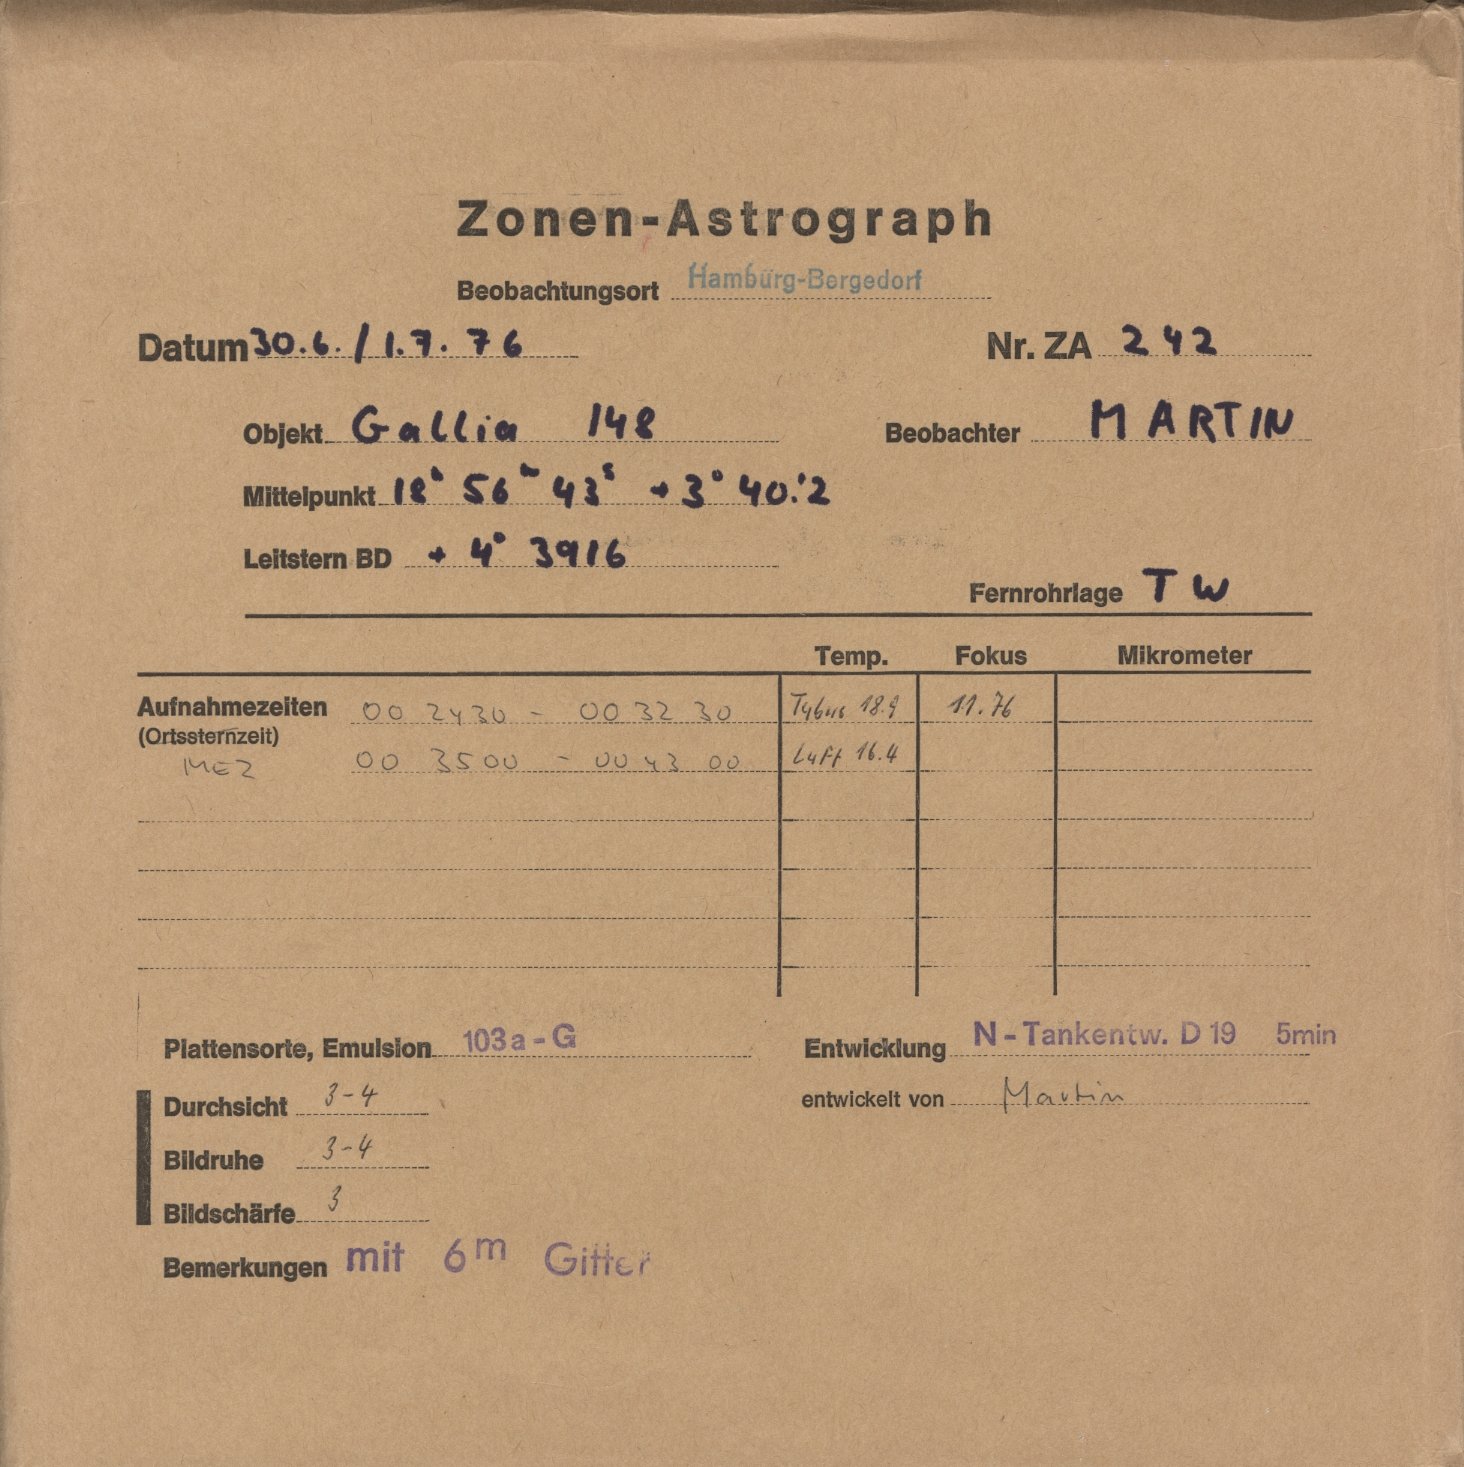 Zonen-Astrograph
Beobachtungsort Hamburg-Bergedorf
Datum 30.6./1.7.76 Nr. ZA 242
Objekt Gallia 148 Beobachter MARTIN
Mittelpunkt 18h 56m 43s +3° 40.'2
Leitstern BD + 4° 3916
Fernrohrlage T W
Temp. Fokus Mikrometer
Aufnahmezeiten 00 24 30 - 00 32 30 Tubus 18.9 11.76
(Ortssternzeit)
MEZ 00 35 00 - 00 43 00 Luft 16.4
Plattensorte, Emulsion 103a-G Entwicklung N-Tankentw. D 19 5min
Durchsicht 3-4 entwickelt von Martin
Bildruhe 3-4
Bildschärfe 3
Bemerkungen mit 6m Gitter